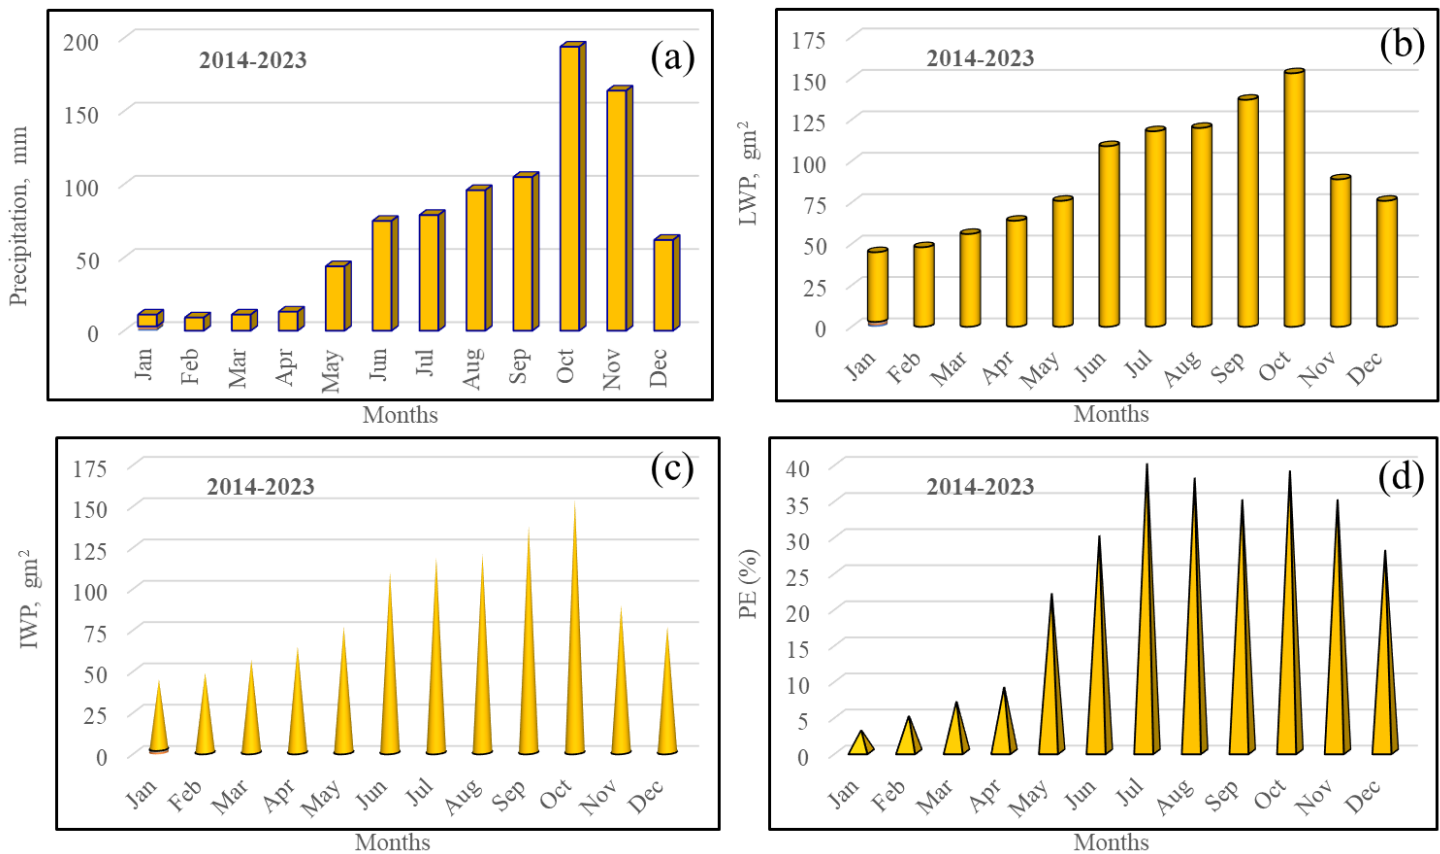 (a)
2014-2023
Precipitation, mm
200
150
100
50
0
Jan Feb Mar Apr May Jun Jul Aug Sep Oct Nov Dec
Months
(b)
2014-2023
LWP, gm²
175
150
125
100
75
50
25
0
Jan Feb Mar Apr May Jun Jul Aug Sep Oct Nov Dec
Months
(c)
2014-2023
IWP, gm²
175
150
125
100
75
50
25
0
Jan Feb Mar Apr May Jun Jul Aug Sep Oct Nov Dec
Months
(d)
2014-2023
PE (%)
40
35
30
25
20
15
10
5
0
Jan Feb Mar Apr May Jun Jul Aug Sep Oct Nov Dec
Months